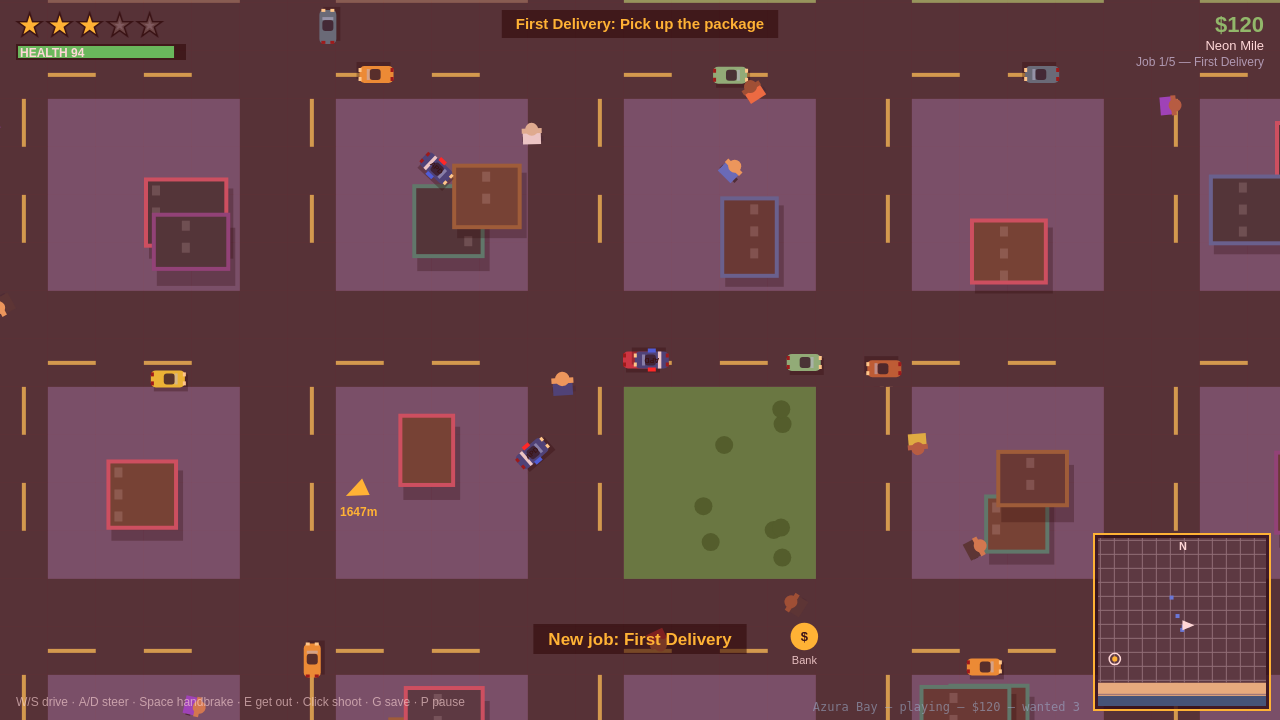 First Delivery: Pick up the package
HEALTH 94
$120
Neon Mile
Job 1/5 — First Delivery
1647m
N
New job: First Delivery
$
Bank
W/S drive · A/D steer · Space handbrake · E get out · Click shoot · G save · P pause
Azura Bay — playing — $120 — wanted 3